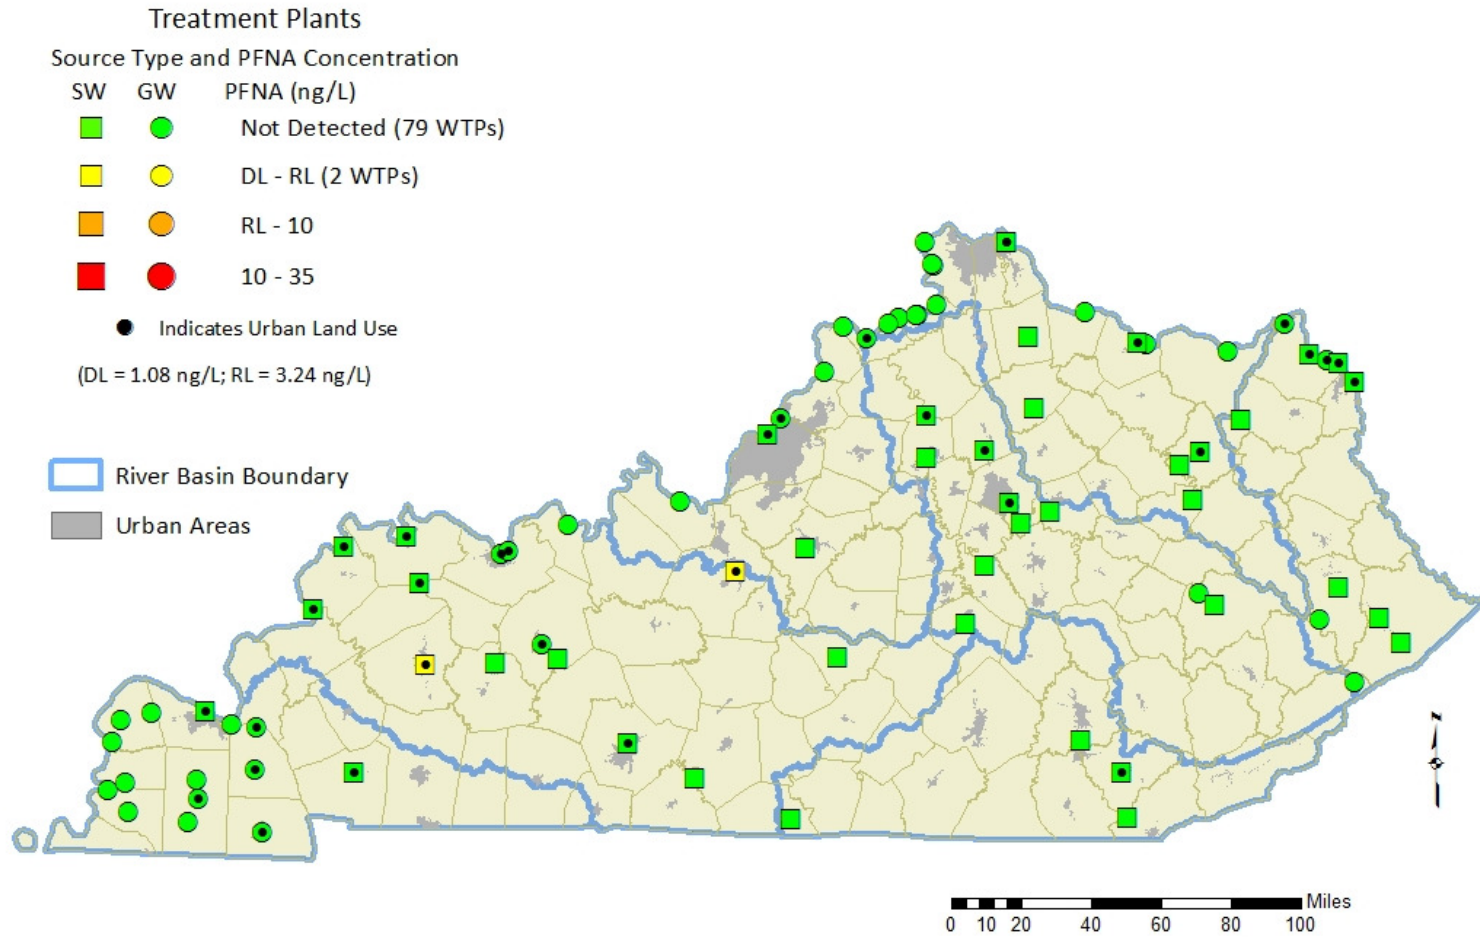 Treatment Plants
Source Type and PFNA Concentration
SW GW PFNA (ng/L)
Not Detected (79 WTPs)
DL - RL (2 WTPs)
RL - 10
10 - 35
Indicates Urban Land Use
(DL = 1.08 ng/L; RL = 3.24 ng/L)
River Basin Boundary
Urban Areas
N
Miles
0 10 20 40 60 80 100